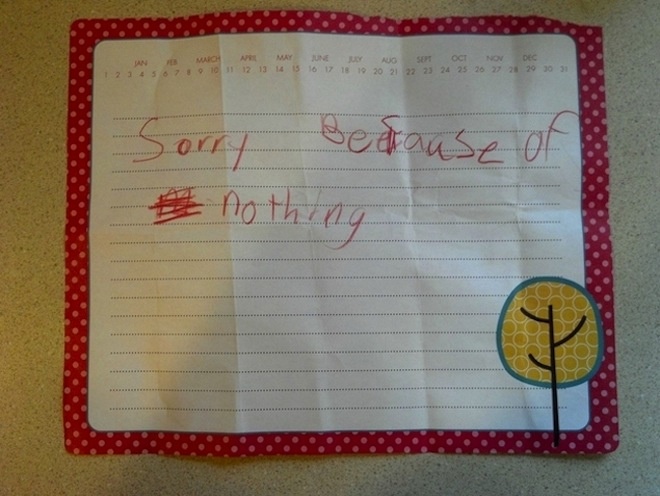 JAN FEB MARCH APRIL MAY JUNE JULY AUG SEPT OCT NOV DEC
1 2 3 4 5 6 7 8 9 10 11 12 13 14 15 16 17 18 19 20 21 22 23 24 25 26 27 28 29 30 31
Sorry Because of
nothing